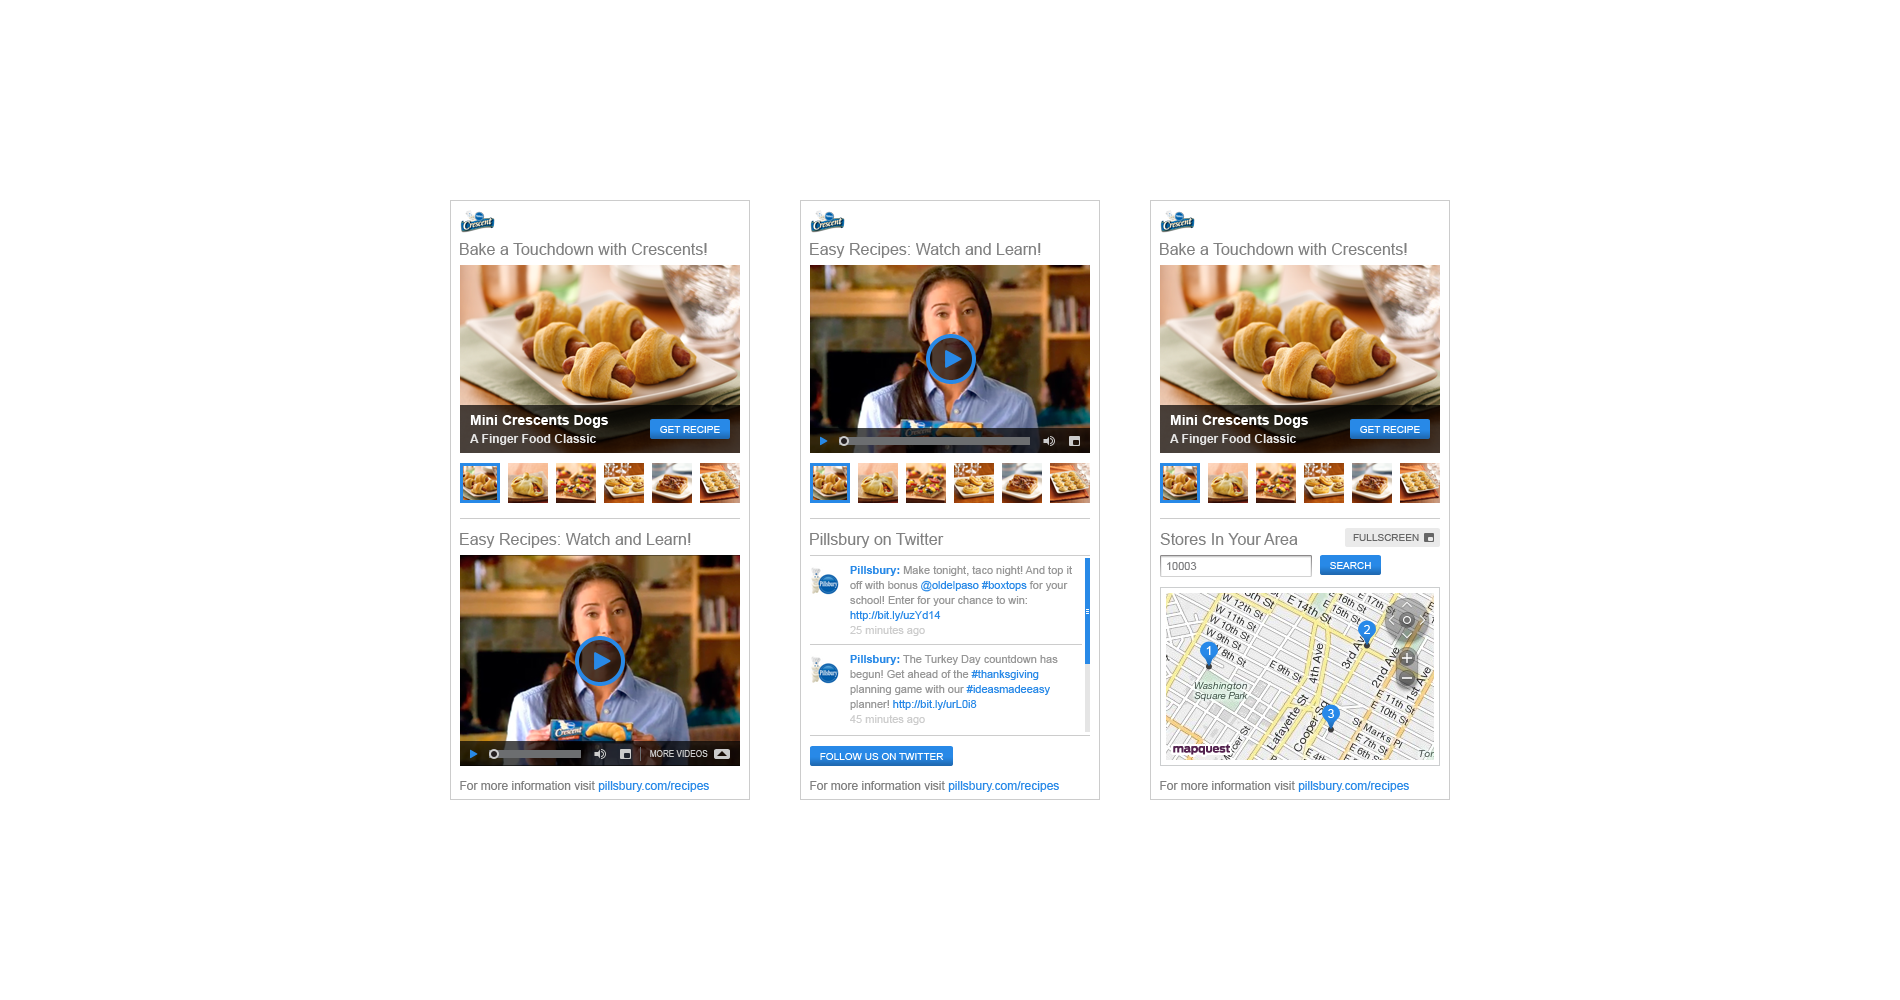 Crescent
Bake a Touchdown with Crescents!
Mini Crescents Dogs
A Finger Food Classic
GET RECIPE
Easy Recipes: Watch and Learn!
Crescent
MORE VIDEOS
For more information visit pillsbury.com/recipes
Crescent
Easy Recipes: Watch and Learn!
Pillsbury on Twitter
Pillsbury: Make tonight, taco night! And top it
off with bonus @oldelpaso #boxtops for your
school! Enter for your chance to win:
http://bit.ly/uzYd14
25 minutes ago
Pillsbury
Pillsbury: The Turkey Day countdown has
begun! Get ahead of the #thanksgiving
planning game with our #ideasmadeeasy
planner! http://bit.ly/urL0i8
45 minutes ago
Pillsbury
FOLLOW US ON TWITTER
For more information visit pillsbury.com/recipes
Crescent
Bake a Touchdown with Crescents!
Mini Crescents Dogs
A Finger Food Classic
GET RECIPE
Stores In Your Area
FULLSCREEN
10003
SEARCH
W 12th St
W 11th St
W 10th St
W 9th St
W 8th St
E 9th St
E 14th St
E 15th St
E 16th St
E 17th St
4th Ave
3rd Ave
2nd Ave
1st Ave
1
2
3
Washington
Square Park
Lafayette St
Cooper Sq
E 11th St
E 10th St
St Marks Pl
E 7th St
E 6th St
E 4th
cer St
Tor
mapquest
For more information visit pillsbury.com/recipes